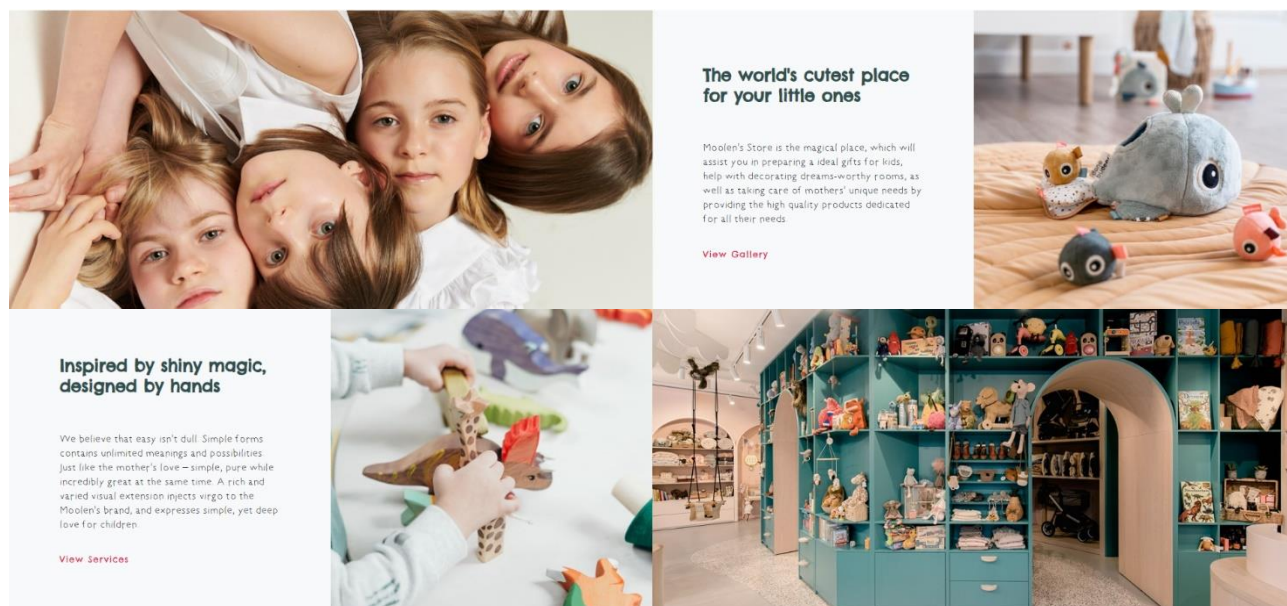 The world's cutest place
for your little ones
Moolen's Store is the magical place, which will
assist you in preparing a ideal gifts for kids,
help with decorating dreams-worthy rooms, as
well as taking care of mothers' unique needs by
providing the high quality products dedicated
for all their needs.
View Gallery
Inspired by shiny magic,
designed by hands
We believe that easy isn't dull. Simple forms
contains unlimited meanings and possibilities.
Just like the mother's love – simple, pure while
incredibly great at the same time. A rich and
varied visual extension injects virgo to the
Moolen's brand, and expresses simple, yet deep
love for children.
View Services